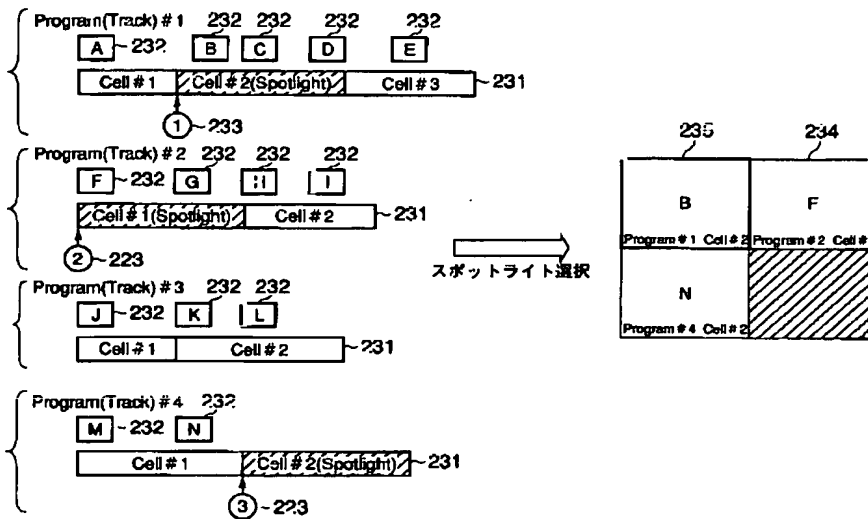 Program(Track) #1
232 232 232 232
A 232 B C D E
Cell #1 Cell #2(Spotlight) Cell #3 231
1 233
Program(Track) #2
232 232 232
F 232 G H I
Cell #1(Spotlight) Cell #2 231
2 223
Program(Track) #3
232 232
J 232 K L
Cell #1 Cell #2 231
Program(Track) #4
232
M 232 N
Cell #1 Cell #2(Spotlight) 231
3 223
スポットライト選択
235 234
B F
Program #1 Cell #2 Program #2 Cell #
N
Program #4 Cell #2